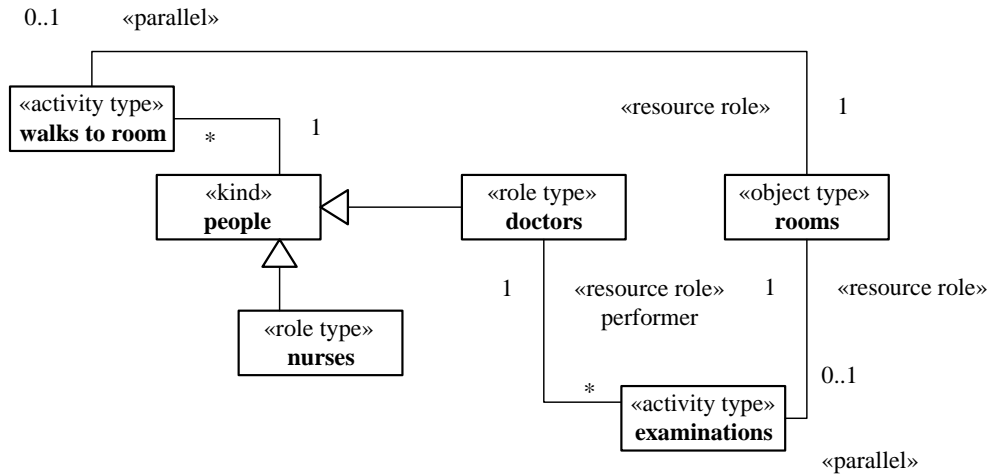 0..1 «parallel»
«activity type»
walks to room
*
1
«resource role»
1
«kind»
people
«role type»
doctors
«object type»
rooms
1
«resource role»
performer
1
«resource role»
«role type»
nurses
*
0..1
«activity type»
examinations
«parallel»